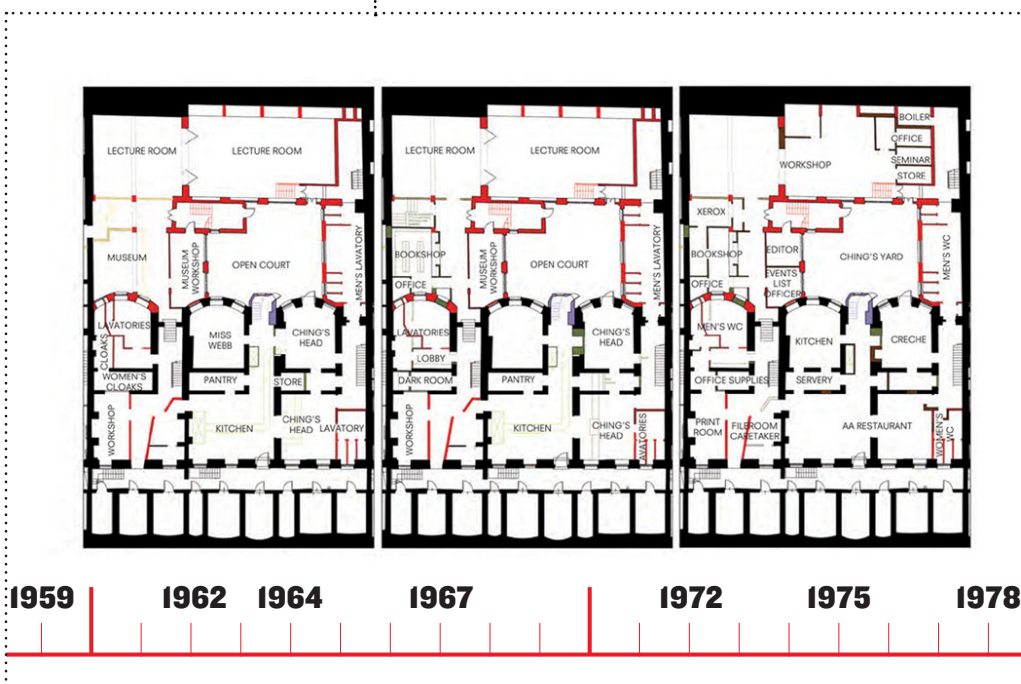 LECTURE ROOM
LECTURE ROOM
MUSEUM
MUSEUM
WORKSHOP
OPEN COURT
MEN'S LAVATORY
LAVATORIES
CLOAKS
WOMEN'S
CLOAKS
MISS
WEBB
CHING'S
HEAD
PANTRY
STORE
WORKSHOP
KITCHEN
CHING'S
HEAD
LAVATORY
LECTURE ROOM
LECTURE ROOM
BOOKSHOP
OFFICE
MUSEUM
WORKSHOP
OPEN COURT
MEN'S LAVATORY
LAVATORIES
LOBBY
DARK ROOM
CHING'S
HEAD
PANTRY
WORKSHOP
KITCHEN
CHING'S
HEAD
LAVATORIES
WORKSHOP
BOILER
OFFICE
SEMINAR
STORE
XEROX
BOOKSHOP
OFFICE
EDITOR
EVENTS
LIST
OFFICER
CHING'S YARD
MEN'S WC
MEN'S WC
KITCHEN
CRECHE
OFFICE SUPPLIES
SERVERY
PRINT
ROOM
FILEROOM
CARETAKER
AA RESTAURANT
WOMEN'S
WC
1959 1962 1964 1967 1972 1975 1978